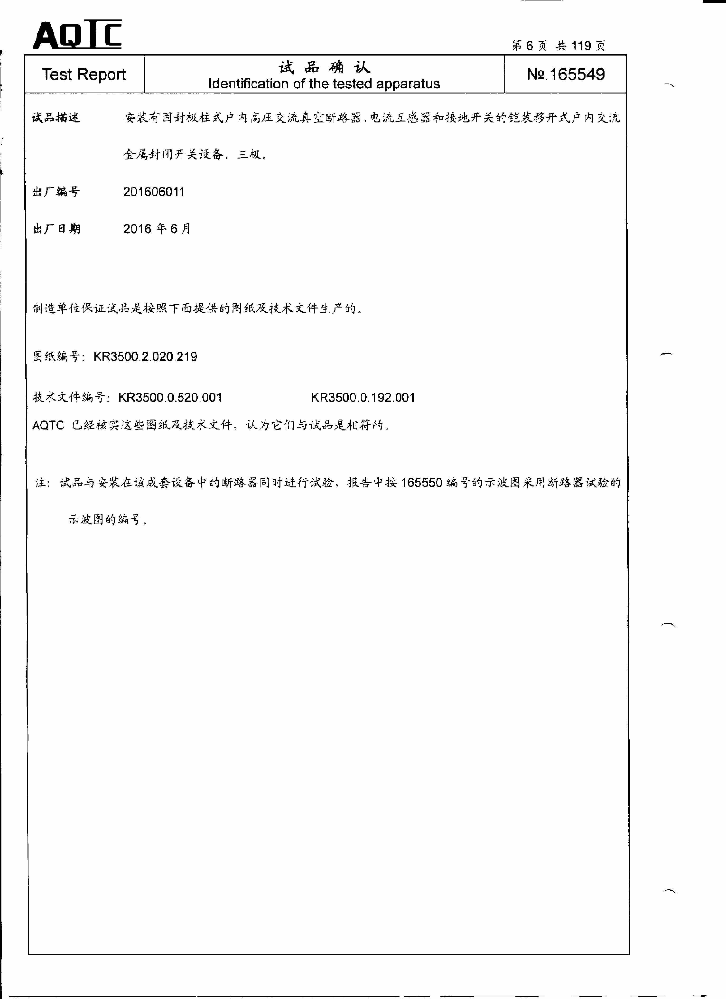 AQTC
第 6 页 共 119 页
Test Report
试 品 确 认
Identification of the tested apparatus
№.165549
试品描述 安装有固封极柱式户内高压交流真空断路器、电流互感器和接地开关的铠装移开式户内交流
金属封闭开关设备，三极。
出厂编号 201606011
出厂日期 2016 年 6 月
制造单位保证试品是按照下面提供的图纸及技术文件生产的。
图纸编号：KR3500.2.020.219
技术文件编号：KR3500.0.520.001 KR3500.0.192.001
AQTC 已经核实这些图纸及技术文件，认为它们与试品是相符的。
注：试品与安装在该成套设备中的断路器同时进行试验，报告中按 165550 编号的示波图采用断路器试验的
示波图的编号。